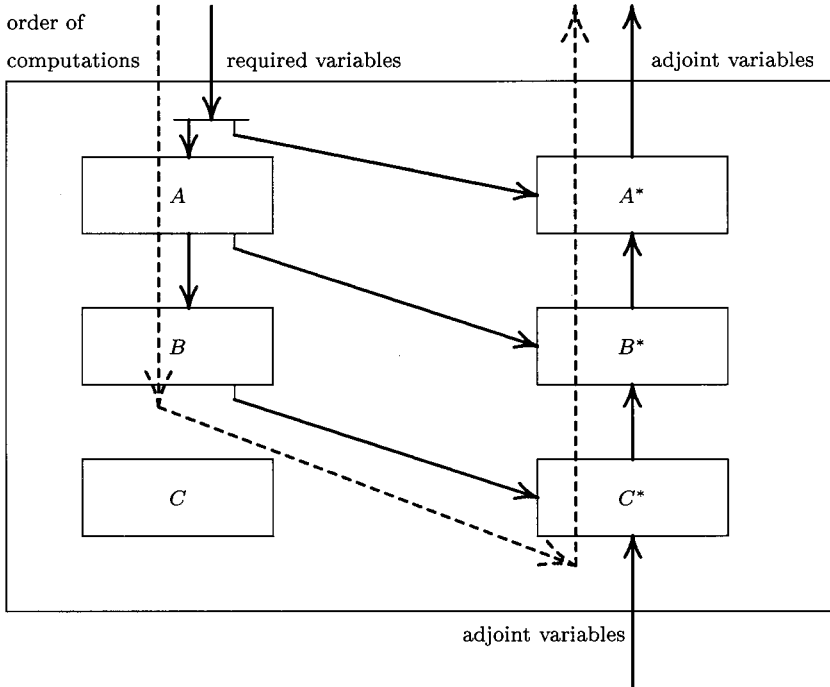 order of
computations
required variables
adjoint variables
A
A*
B
B*
C
C*
adjoint variables